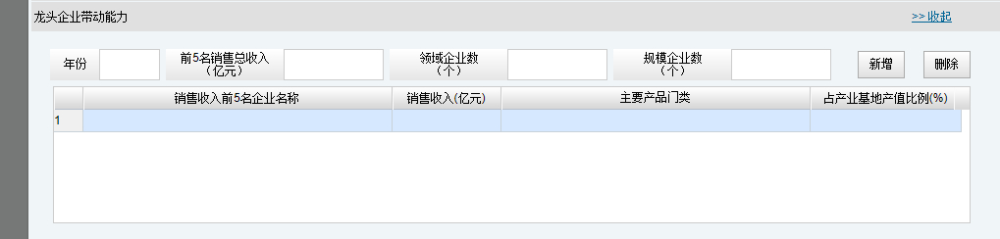 龙头企业带动能力
>> 收起
年份
前5名销售总收入
（亿元）
领域企业数
（个）
规模企业数
（个）
新增
删除
销售收入前5名企业名称
销售收入(亿元)
主要产品门类
占产业基地产值比例(%)
1